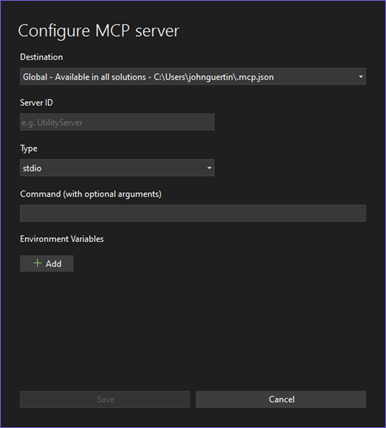 Configure MCP server
Destination
Global - Available in all solutions - C:\Users\johnguertin\.mcp.json
Server ID
e.g. UtilityServer
Type
stdio
Command (with optional arguments)
Environment Variables
+ Add
Save Cancel